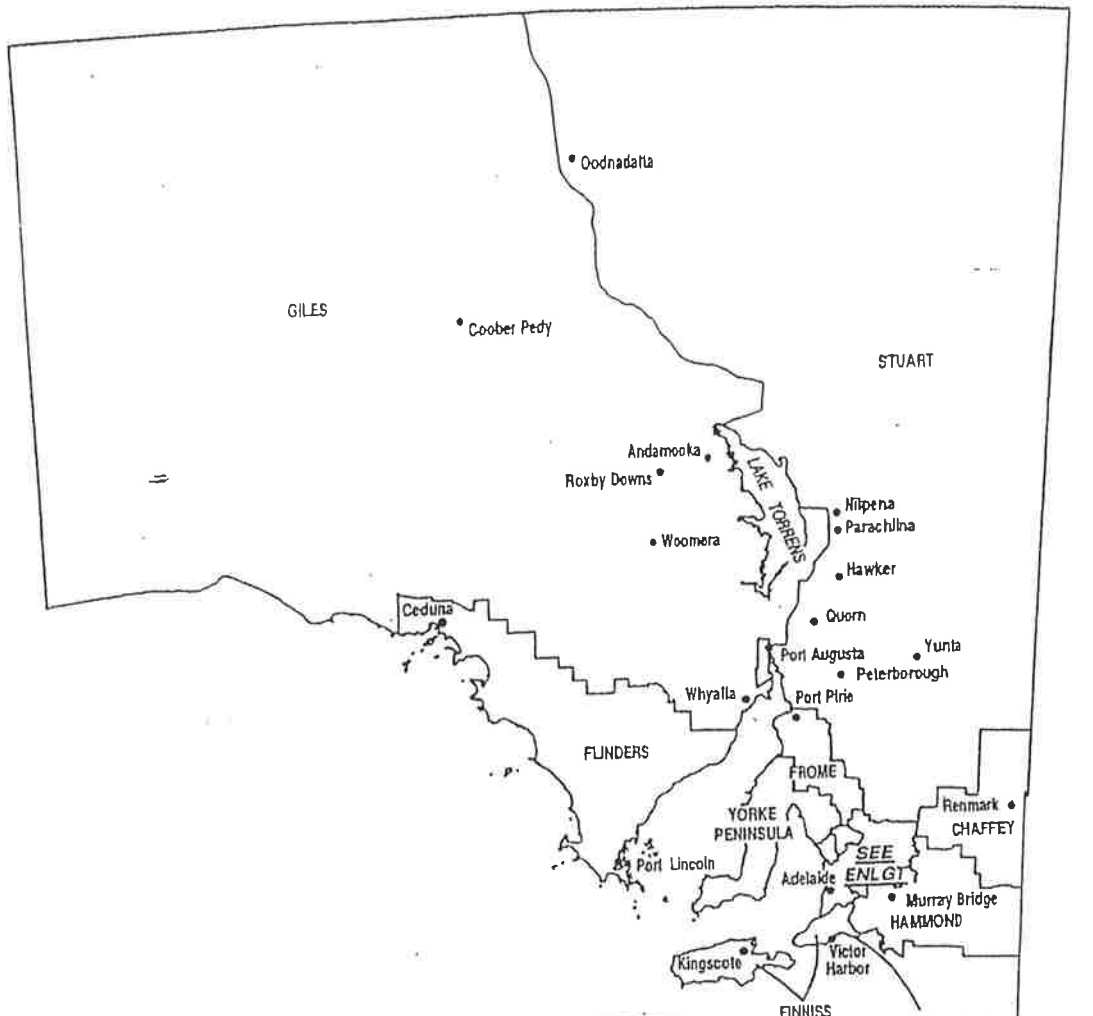 Oodnadatta
GILES
Coober Pedy
STUART
Andamooka
Roxby Downs
LAKE TORRENS
Nilpena
Parachilna
Woomera
Hawker
Ceduna
Quorn
Port Augusta
Yunta
Peterborough
Whyalla
Port Pirie
FLINDERS
FROME
Renmark
CHAFFEY
YORKE
PENINSULA
SEE
ENLGT
Port Lincoln
Adelaide
Murray Bridge
HAMMOND
Kingscote
Victor
Harbor
FINNISS